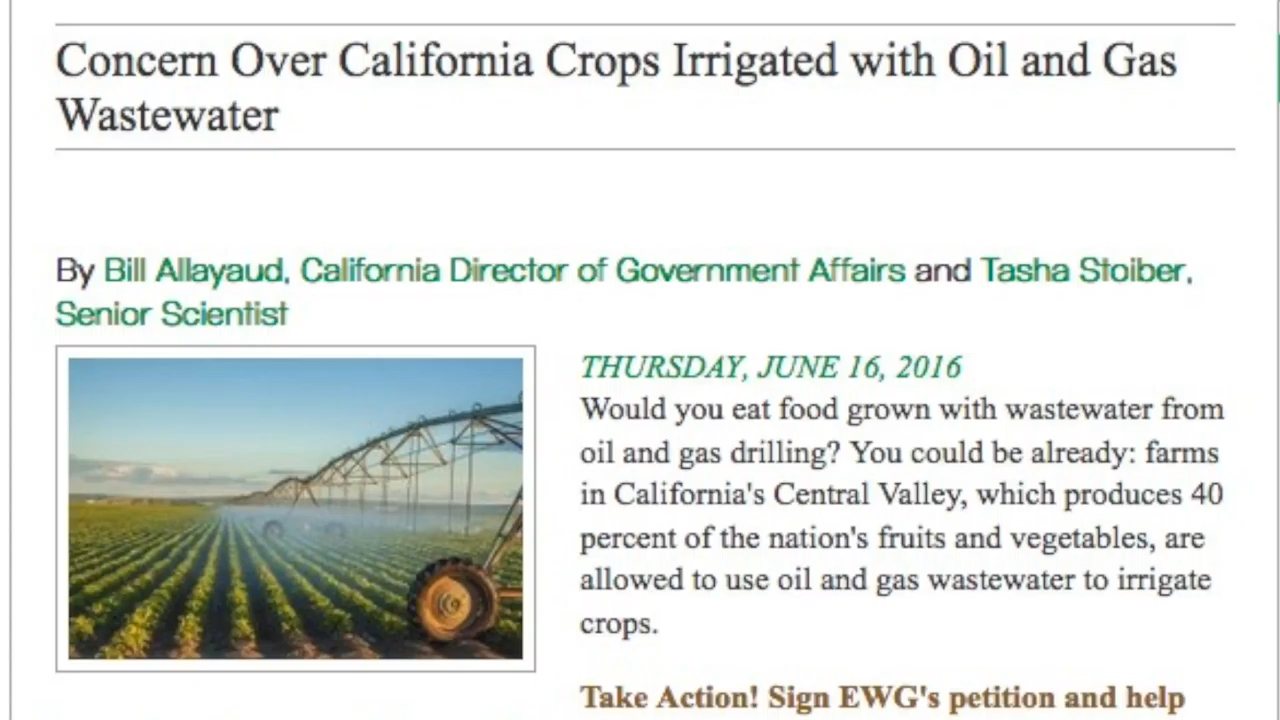 Concern Over California Crops Irrigated with Oil and Gas
Wastewater
By Bill Allayaud, California Director of Government Affairs and Tasha Stoiber,
Senior Scientist
THURSDAY, JUNE 16, 2016
Would you eat food grown with wastewater from
oil and gas drilling? You could be already: farms
in California's Central Valley, which produces 40
percent of the nation's fruits and vegetables, are
allowed to use oil and gas wastewater to irrigate
crops.
Take Action! Sign EWG's petition and help